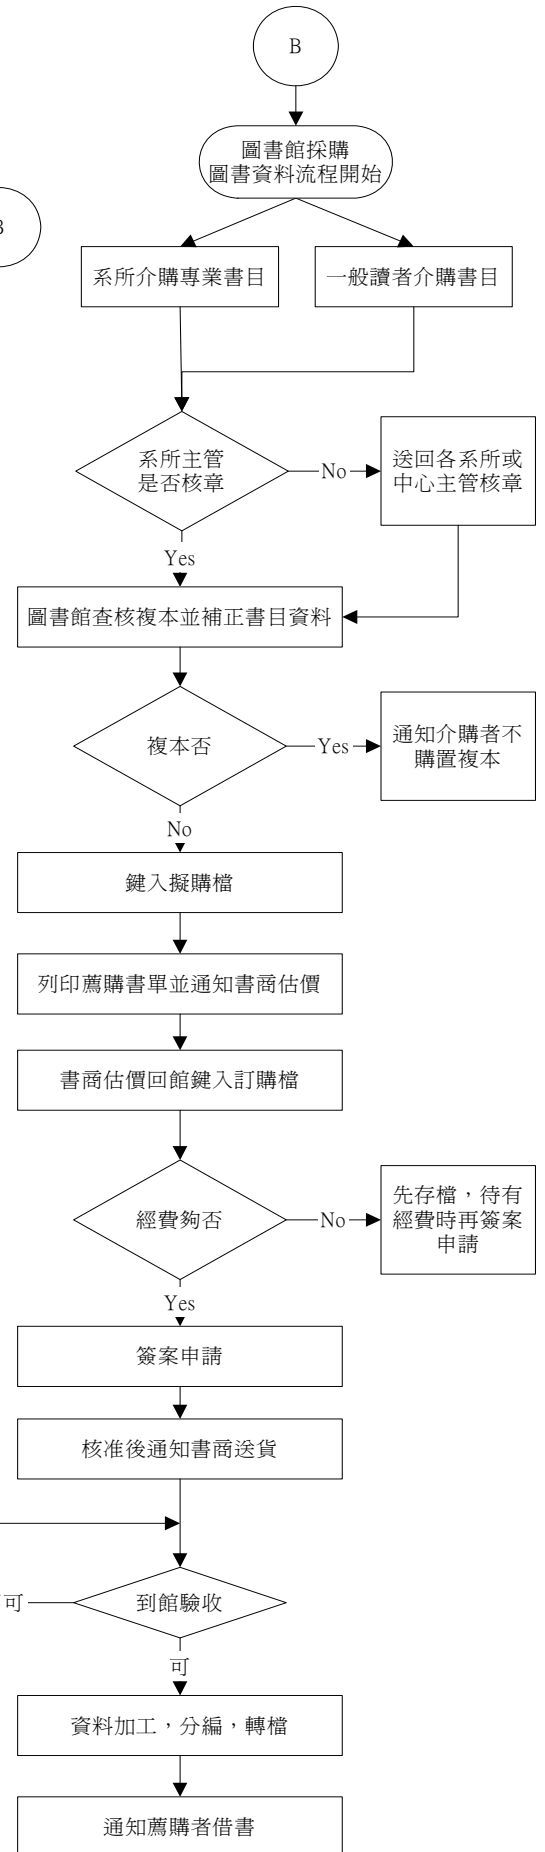 B
圖書館採購
圖書資料流程開始
系所介購專業書目
一般讀者介購書目
系所主管
是否核章
No
送回各系所或
中心主管核章
Yes
圖書館查核複本並補正書目資料
複本否
Yes
通知介購者不
購置複本
No
鍵入擬購檔
列印薦購書單並通知書商估價
書商估價回館鍵入訂購檔
經費夠否
No
先存檔，待有
經費時再簽案
申請
Yes
簽案申請
核准後通知書商送貨
到館驗收
可
可
資料加工，分編，轉檔
通知薦購者借書